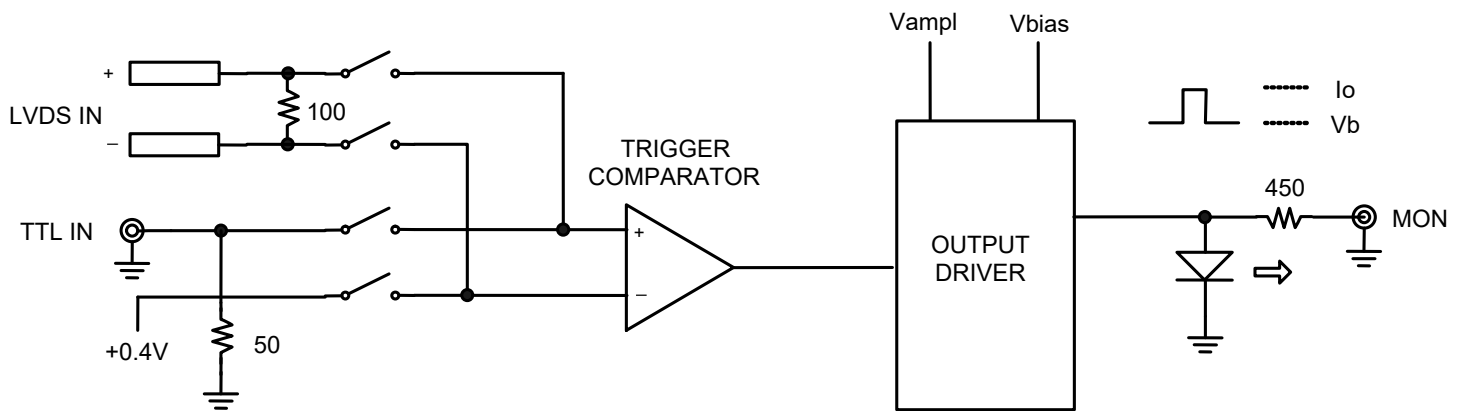 Vampl
Vbias
+
LVDS IN
100
−
Io
Vb
TRIGGER
COMPARATOR
450
TTL IN
+
MON
OUTPUT
DRIVER
−
+0.4V
50